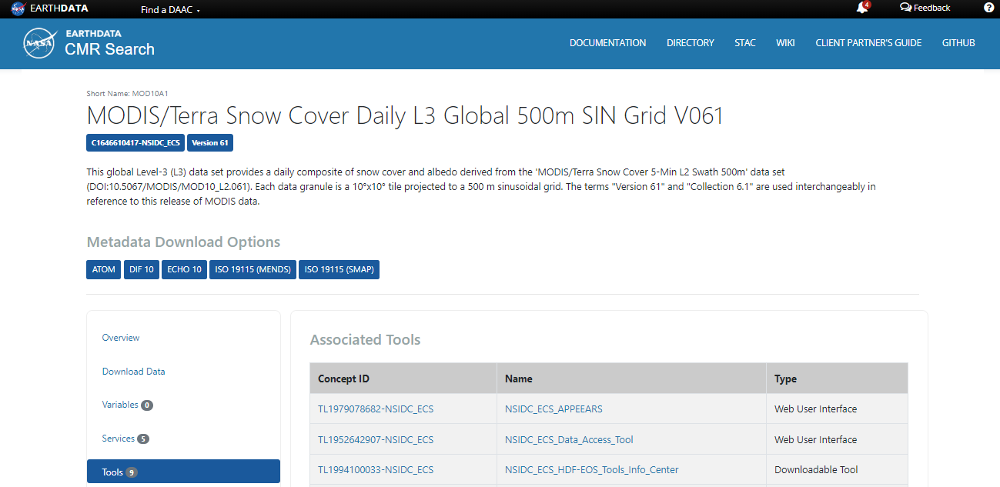 NASA
EARTHDATA
Find a DAAC
4
Feedback
?
NASA
EARTHDATA
CMR Search
DOCUMENTATION
DIRECTORY
STAC
WIKI
CLIENT PARTNER'S GUIDE
GITHUB
Short Name: MOD10A1
MODIS/Terra Snow Cover Daily L3 Global 500m SIN Grid V061
C1646610417-NSIDC_ECS Version 61
This global Level-3 (L3) data set provides a daily composite of snow cover and albedo derived from the 'MODIS/Terra Snow Cover 5-Min L2 Swath 500m' data set
(DOI:10.5067/MODIS/MOD10_L2.061). Each data granule is a 10°x10° tile projected to a 500 m sinusoidal grid. The terms "Version 61" and "Collection 6.1" are used interchangeably in
reference to this release of MODIS data.
Metadata Download Options
ATOM DIF 10 ECHO 10 ISO 19115 (MENDS) ISO 19115 (SMAP)
Overview
Download Data
Variables 0
Services 5
Tools 9
Associated Tools
Concept ID Name Type
TL1979078682-NSIDC_ECS NSIDC_ECS_APPEEARS Web User Interface
TL1952642907-NSIDC_ECS NSIDC_ECS_Data_Access_Tool Web User Interface
TL1994100033-NSIDC_ECS NSIDC_ECS_HDF-EOS_Tools_Info_Center Downloadable Tool